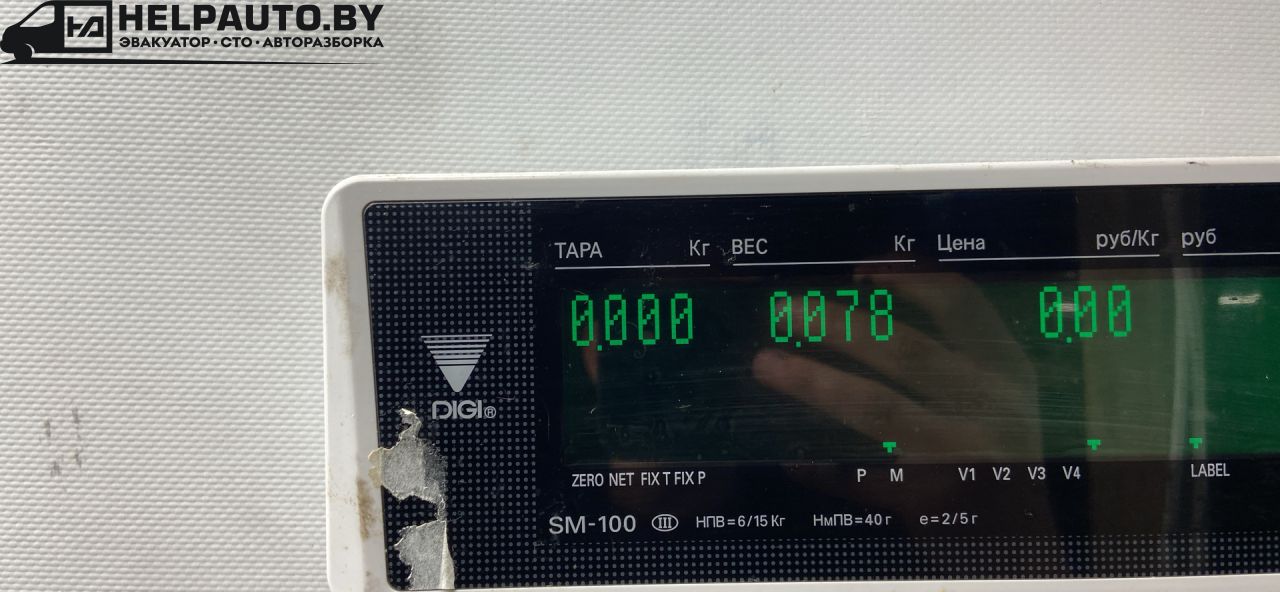 HELPAUTO.BY
ЭВАКУАТОР·СТО·АВТОРАЗБОРКА
ТАРА Кг ВЕС Кг Цена руб/Кг руб
0.000 0.078 0.00
DIGI®
ZERO NET FIX T FIX P P M V1 V2 V3 V4 LABEL
SM-100 III НПВ=6/15 Кг НмПВ=40 г e=2/5 г